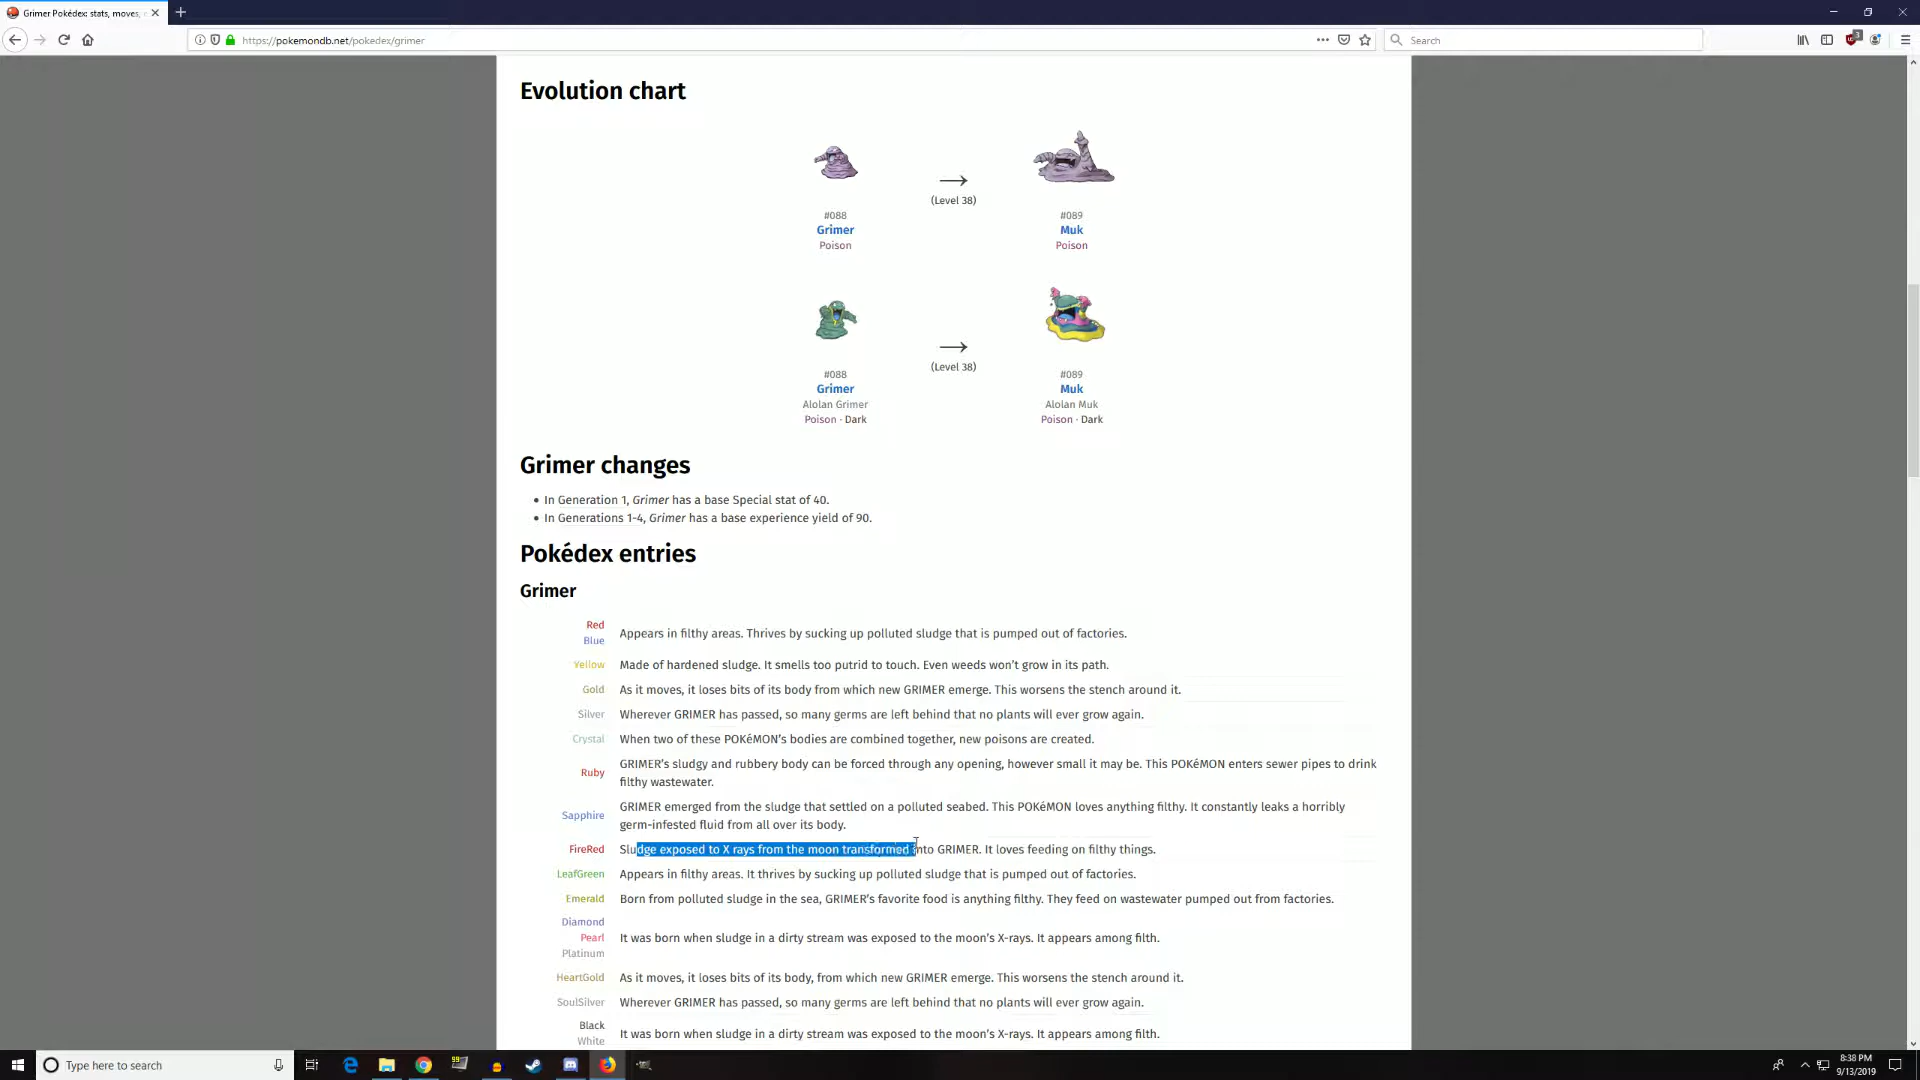 Grimer Pokédex: stats, moves,
https://pokemondb.net/pokedex/grimer
Search
3
Evolution chart
(Level 38)
#088
Grimer
Poison
#089
Muk
Poison
(Level 38)
#088
Grimer
Alolan Grimer
Poison · Dark
#089
Muk
Alolan Muk
Poison · Dark
Grimer changes
In Generation 1, Grimer has a base Special stat of 40.
In Generations 1-4, Grimer has a base experience yield of 90.
Pokédex entries
Grimer
Red
Blue
Appears in filthy areas. Thrives by sucking up polluted sludge that is pumped out of factories.
Yellow
Made of hardened sludge. It smells too putrid to touch. Even weeds won't grow in its path.
Gold
As it moves, it loses bits of its body from which new GRIMER emerge. This worsens the stench around it.
Silver
Wherever GRIMER has passed, so many germs are left behind that no plants will ever grow again.
Crystal
When two of these POKéMON's bodies are combined together, new poisons are created.
Ruby
GRIMER's sludgy and rubbery body can be forced through any opening, however small it may be. This POKéMON enters sewer pipes to drink
filthy wastewater.
Sapphire
GRIMER emerged from the sludge that settled on a polluted seabed. This POKéMON loves anything filthy. It constantly leaks a horribly
germ-infested fluid from all over its body.
FireRed
Sludge exposed to X rays from the moon transformed into GRIMER. It loves feeding on filthy things.
LeafGreen
Appears in filthy areas. It thrives by sucking up polluted sludge that is pumped out of factories.
Emerald
Born from polluted sludge in the sea, GRIMER's favorite food is anything filthy. They feed on wastewater pumped out from factories.
Diamond
Pearl
Platinum
It was born when sludge in a dirty stream was exposed to the moon's X-rays. It appears among filth.
HeartGold
As it moves, it loses bits of its body, from which new GRIMER emerge. This worsens the stench around it.
SoulSilver
Wherever GRIMER has passed, so many germs are left behind that no plants will ever grow again.
Black
White
It was born when sludge in a dirty stream was exposed to the moon's X-rays. It appears among filth.
Type here to search
99
8:38 PM
9/13/2019